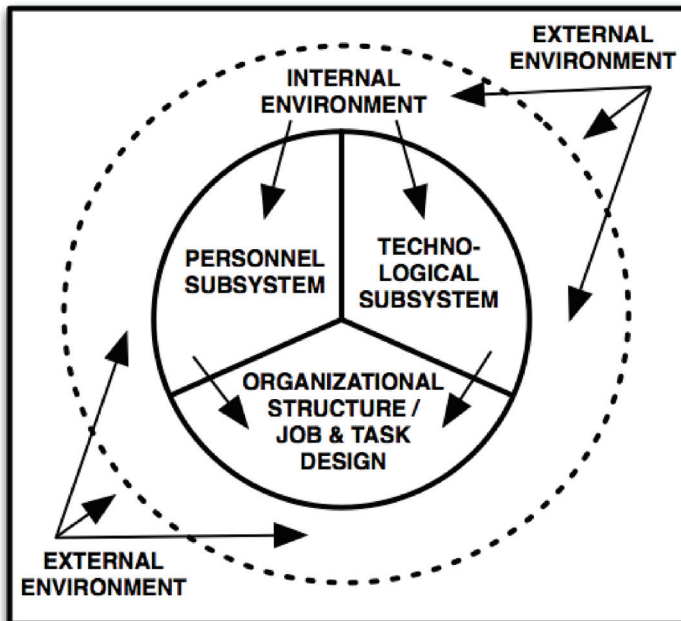 EXTERNAL
ENVIRONMENT
INTERNAL
ENVIRONMENT
PERSONNEL
SUBSYSTEM
TECHNO-
LOGICAL
SUBSYSTEM
ORGANIZATIONAL
STRUCTURE /
JOB & TASK
DESIGN
EXTERNAL
ENVIRONMENT